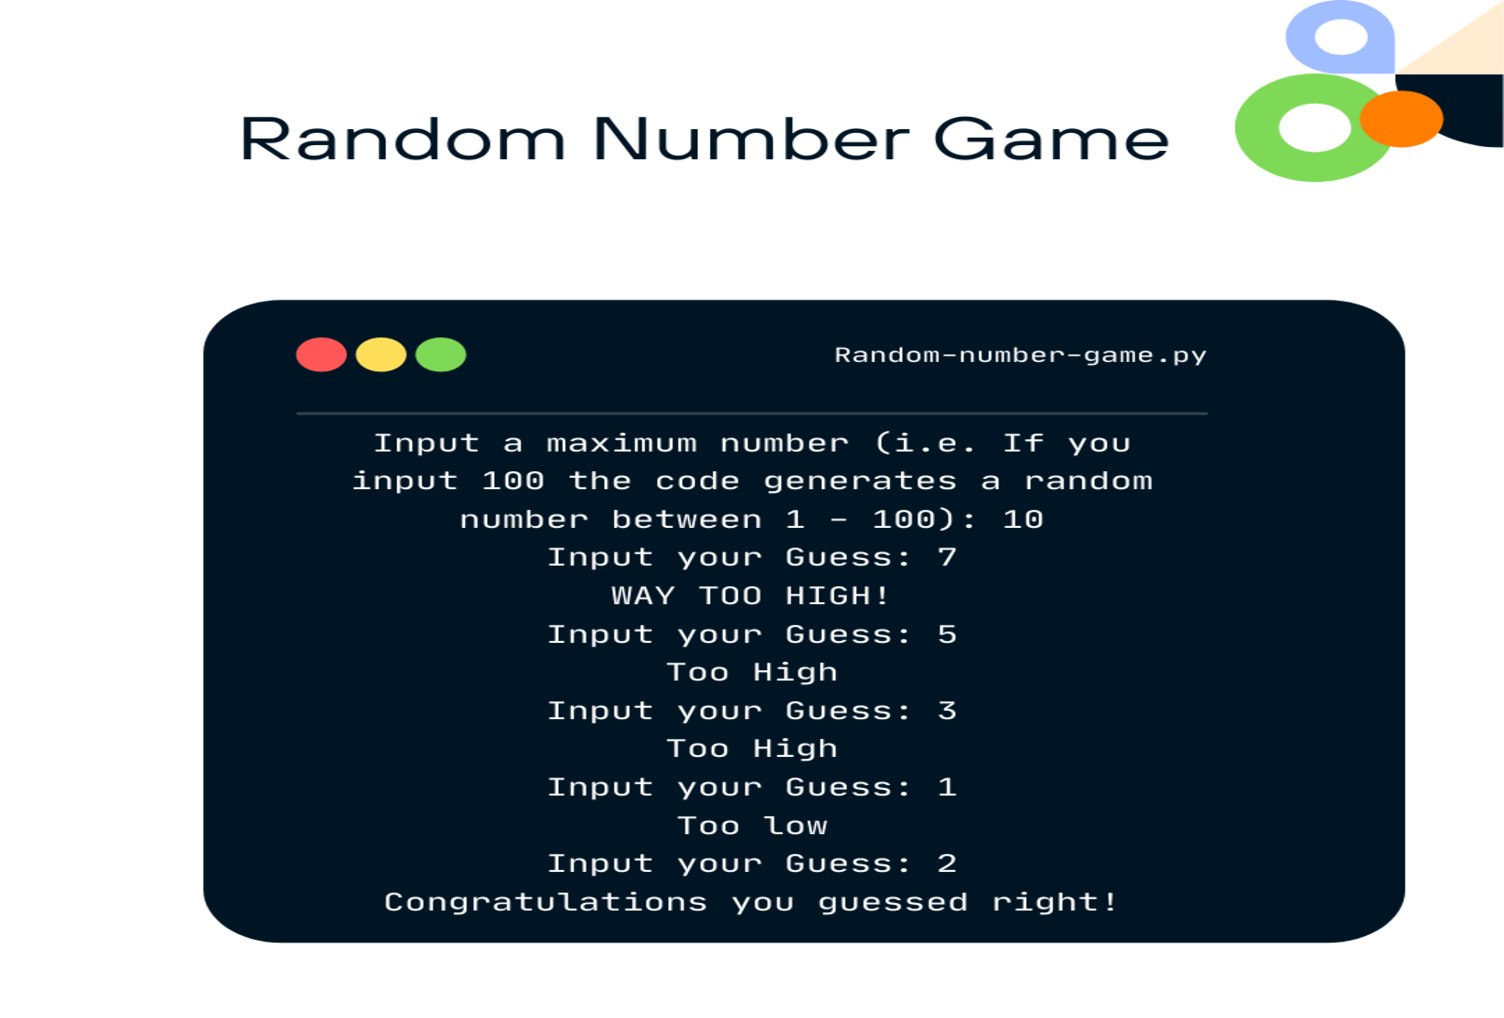 Random Number Game
Random-number-game.py
Input a maximum number (i.e. If you
input 100 the code generates a random
number between 1 - 100): 10
Input your Guess: 7
WAY TOO HIGH!
Input your Guess: 5
Too High
Input your Guess: 3
Too High
Input your Guess: 1
Too low
Input your Guess: 2
Congratulations you guessed right!